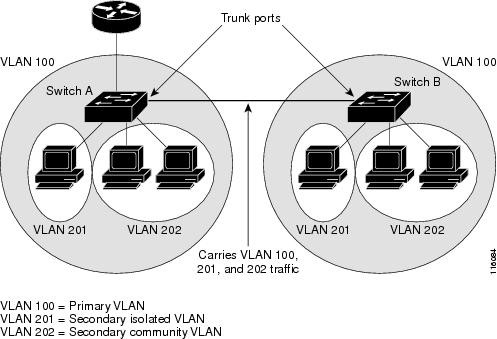 Trunk ports
VLAN 100
VLAN 100
Switch A
Switch B
VLAN 201
VLAN 202
VLAN 201
VLAN 202
Carries VLAN 100,
201, and 202 traffic
116084
VLAN 100 = Primary VLAN
VLAN 201 = Secondary isolated VLAN
VLAN 202 = Secondary community VLAN